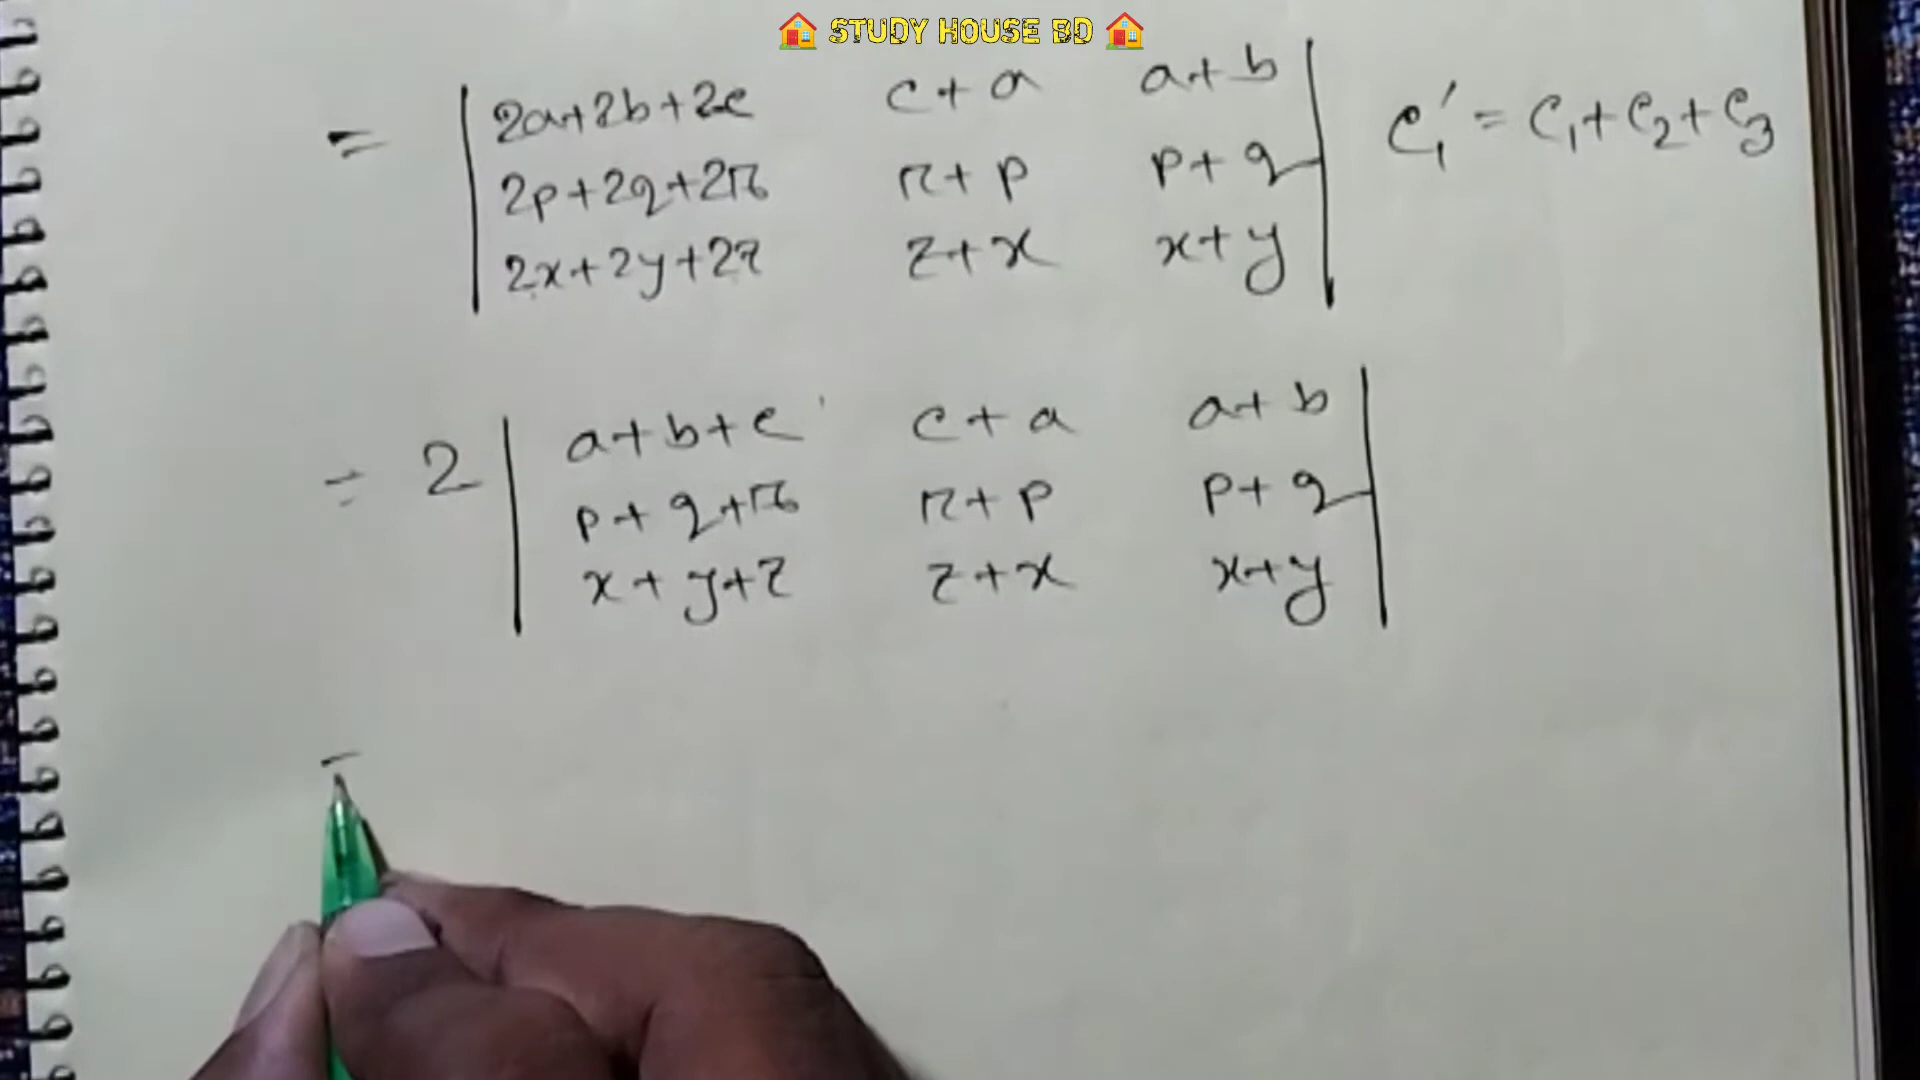 🏠 STUDY HOUSE BD 🏠
= | 2a+2b+2c c+a a+b | C₁′ = C₁+C₂+C₃
| 2p+2q+2r r+p p+q |
| 2x+2y+2z z+x x+y |
= 2 | a+b+c c+a a+b |
| p+q+r r+p p+q |
| x+y+z z+x x+y |